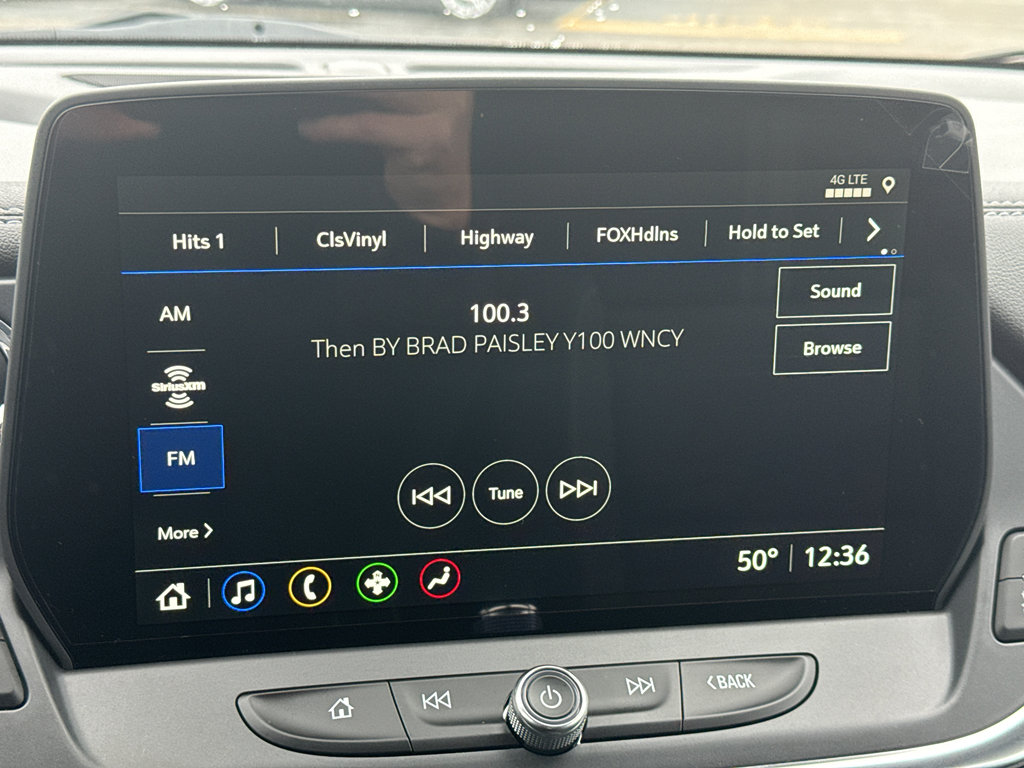 4G LTE
Hits 1
ClsVinyl
Highway
FOXHdlns
Hold to Set
AM
100.3
Sound
Then BY BRAD PAISLEY Y100 WNCY
Browse
SiriusXM
FM
Tune
More
50°
12:36
BACK